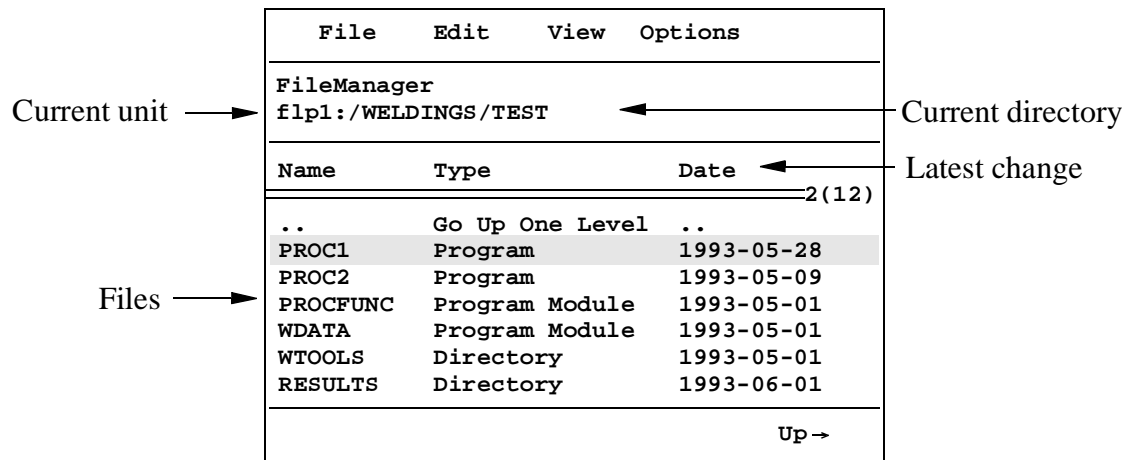 File Edit View Options
FileManager
Current unit flp1:/WELDINGS/TEST Current directory
Name Type Date Latest change
2(12)
.. Go Up One Level ..
PROC1 Program 1993-05-28
PROC2 Program 1993-05-09
Files PROCFUNC Program Module 1993-05-01
WDATA Program Module 1993-05-01
WTOOLS Directory 1993-05-01
RESULTS Directory 1993-06-01
Up→